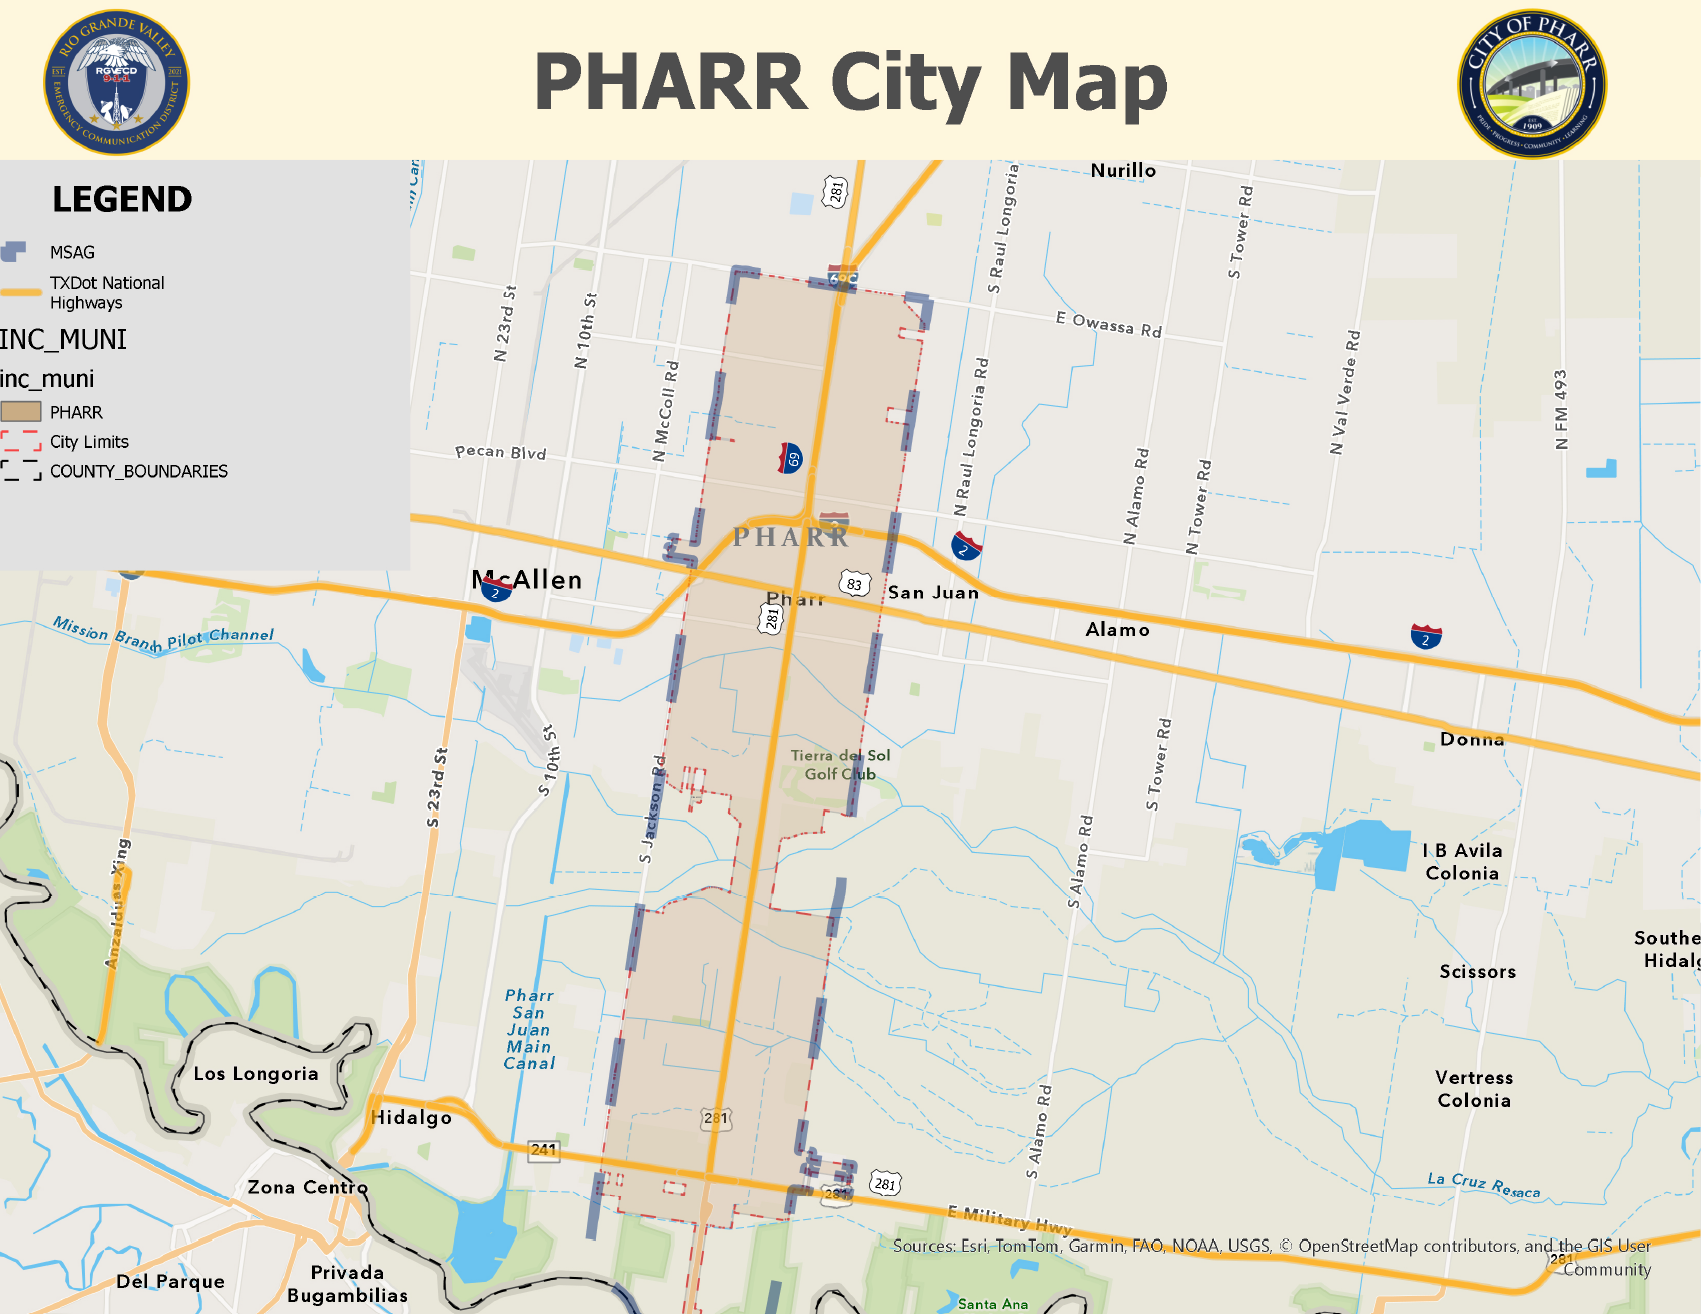 RIO GRANDE VALLEY
EST.
RGVECD
9-1-1
2021
EMERGENCY COMMUNICATION DISTRICT
PHARR City Map
CITY OF PHARR
EST.
1909
PRIDE • PROGRESS • COMMUNITY • LEARNING
LEGEND
MSAG
TXDot National
Highways
INC_MUNI
inc_muni
PHARR
City Limits
COUNTY_BOUNDARIES
Nurillo
281
69C
S Raul Longoria
S Tower Rd
E Owassa Rd
N 23rd St
N 10th St
N McColl Rd
N Raul Longoria Rd
N Val Verde Rd
N FM 493
Pecan Blvd
69
N Alamo Rd
N Tower Rd
PHARR
2
McAllen
2
83
San Juan
Pharr
281
Alamo
2
Mission Branch Pilot Channel
Donna
S 23rd St
S 10th St
S Jackson Rd
Tierra del Sol
Golf Club
S Tower Rd
S Alamo Rd
Anzalduas Xing
I B Avila
Colonia
Southe
Hidalg
Scissors
Pharr
San
Juan
Main
Canal
Los Longoria
Vertress
Colonia
Hidalgo
281
241
S Alamo Rd
Zona Centro
281
281
La Cruz Resaca
E Military Hwy
Sources: Esri, TomTom, Garmin, FAO, NOAA, USGS, © OpenStreetMap contributors, and the GIS User
Community
281
Del Parque
Privada
Bugambilias
Santa Ana